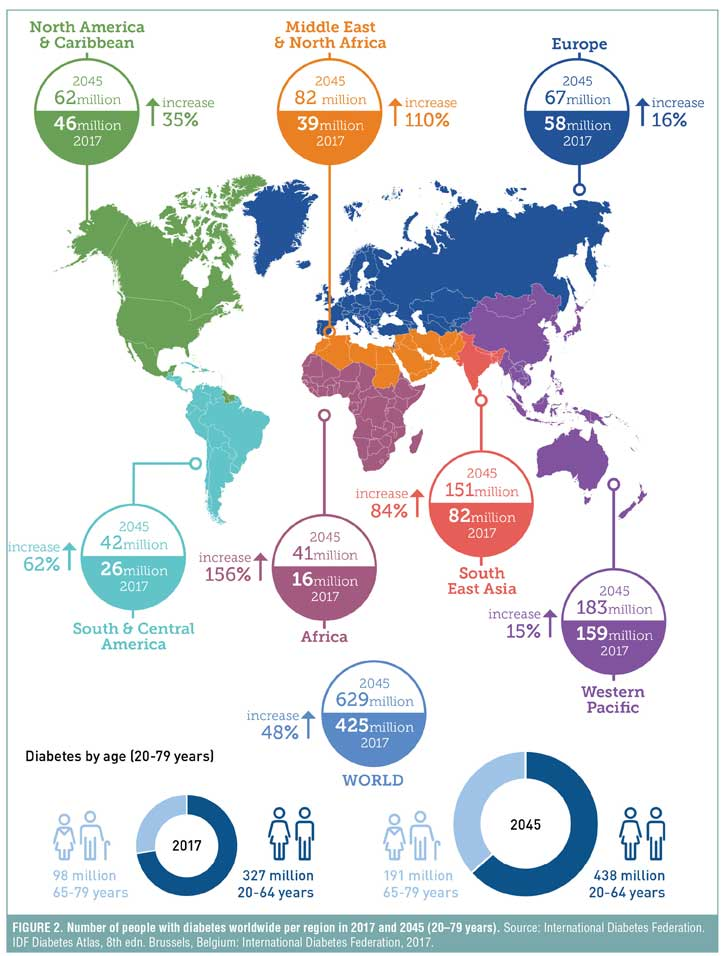 North America
& Caribbean
2045
62million
46million
2017
increase
35%
Middle East
& North Africa
2045
82 million
39million
2017
increase
110%
Europe
2045
67million
58million
2017
increase
16%
2045
42million
26million
2017
increase
62%
South & Central
America
2045
41million
16million
2017
increase
156%
Africa
2045
151million
82million
2017
increase
84%
South
East Asia
2045
183million
159million
2017
increase
15%
Western
Pacific
2045
629million
425million
2017
increase
48%
WORLD
Diabetes by age (20-79 years)
2017
98 million
65-79 years
327 million
20-64 years
2045
191 million
65-79 years
438 million
20-64 years
FIGURE 2. Number of people with diabetes worldwide per region in 2017 and 2045 (20–79 years). Source: International Diabetes Federation.
IDF Diabetes Atlas, 8th edn. Brussels, Belgium: International Diabetes Federation, 2017.